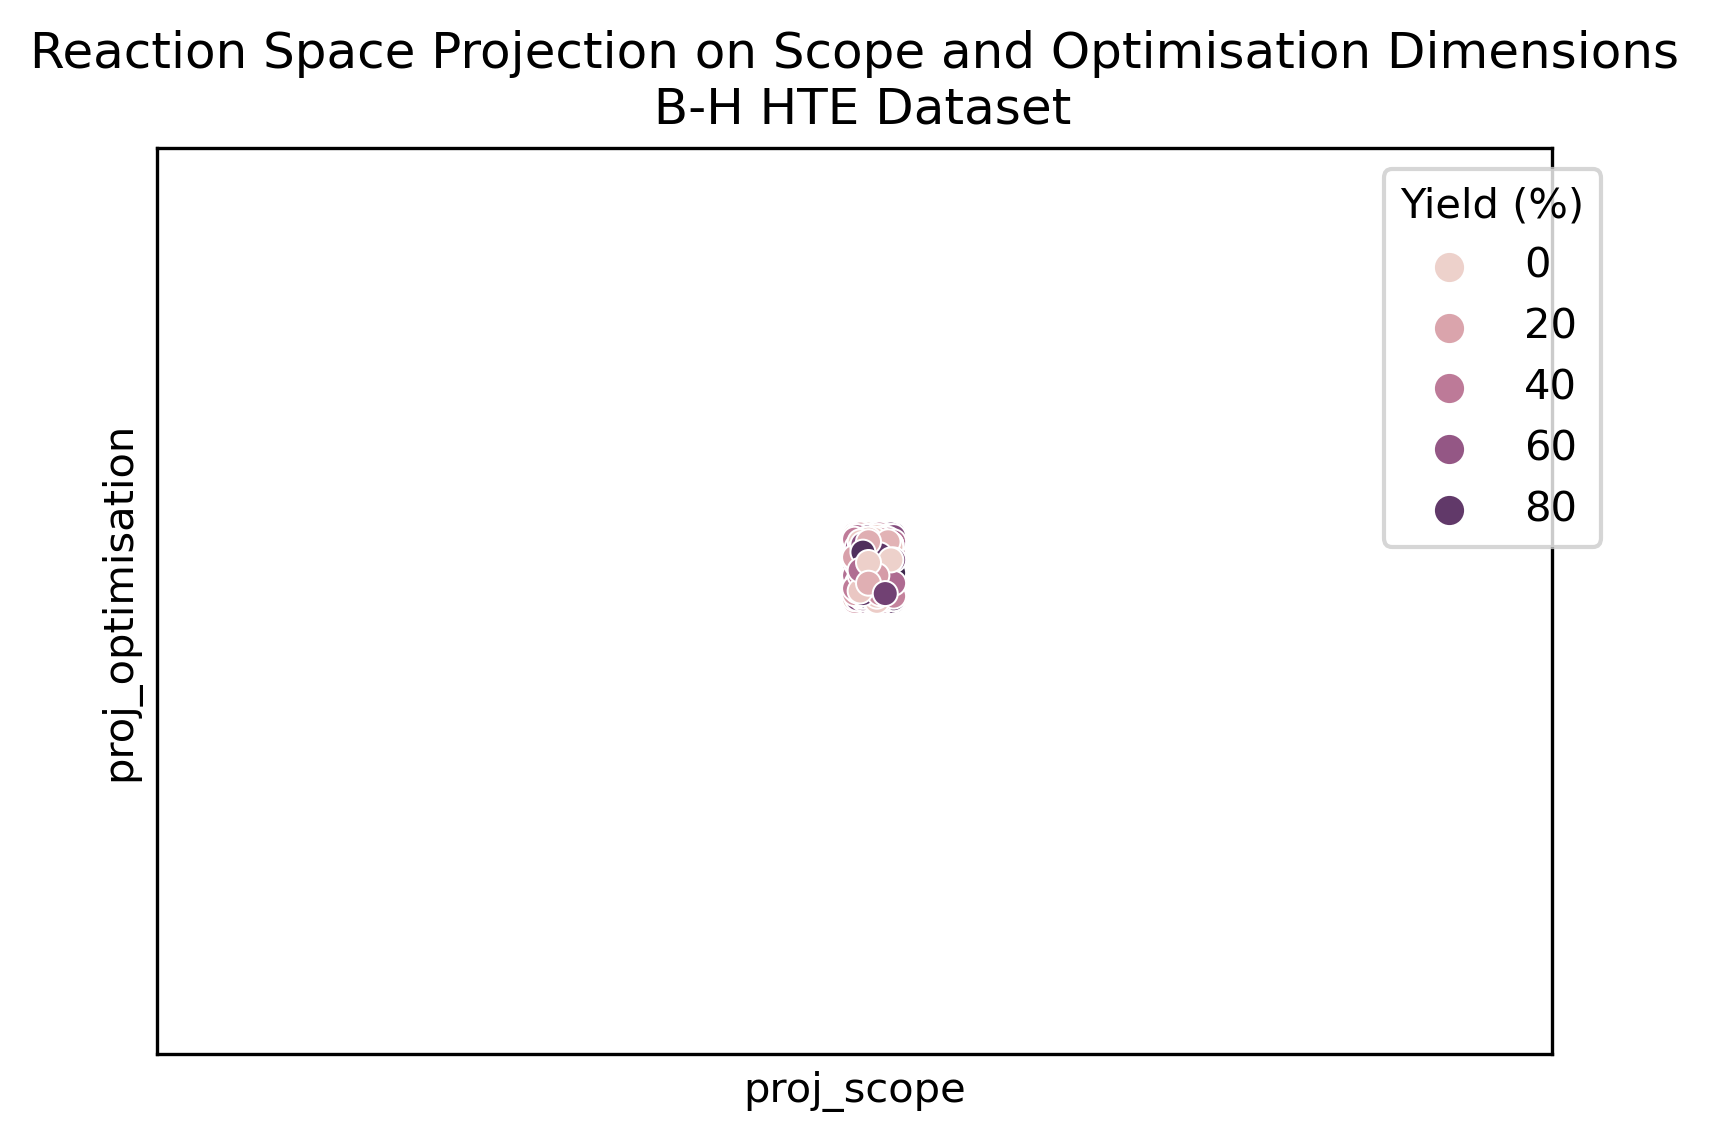 Reaction Space Projection on Scope and Optimisation Dimensions
B-H HTE Dataset
Yield (%)
0
20
40
60
80
proj_optimisation
proj_scope